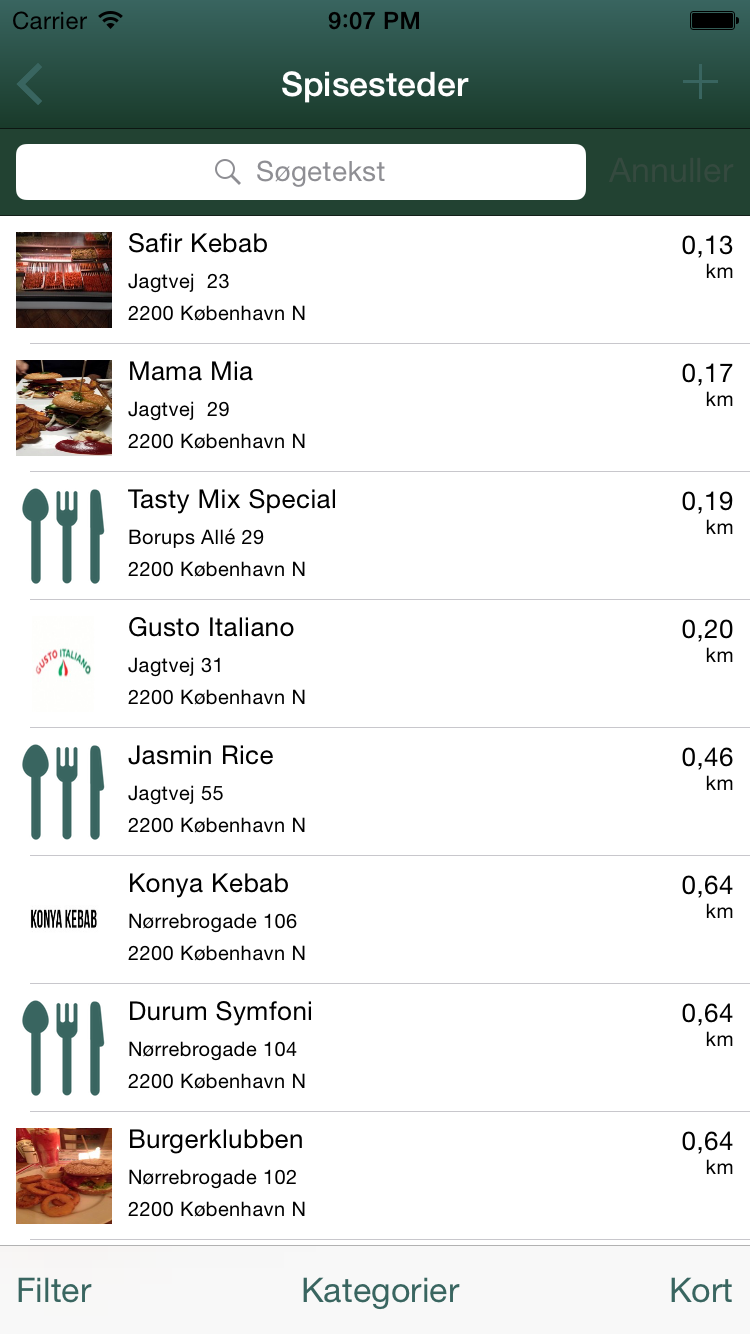 Carrier 9:07 PM
Spisesteder
Søgetekst Annuller
Safir Kebab 0,13
km
Jagtvej  23
2200 København N
Mama Mia 0,17
km
Jagtvej  29
2200 København N
Tasty Mix Special 0,19
km
Borups Allé 29
2200 København N
GUSTO ITALIANO
Gusto Italiano 0,20
km
Jagtvej 31
2200 København N
Jasmin Rice 0,46
km
Jagtvej 55
2200 København N
KONYA KEBAB
Konya Kebab 0,64
km
Nørrebrogade 106
2200 København N
Durum Symfoni 0,64
km
Nørrebrogade 104
2200 København N
Burgerklubben 0,64
km
Nørrebrogade 102
2200 København N
Filter Kategorier Kort